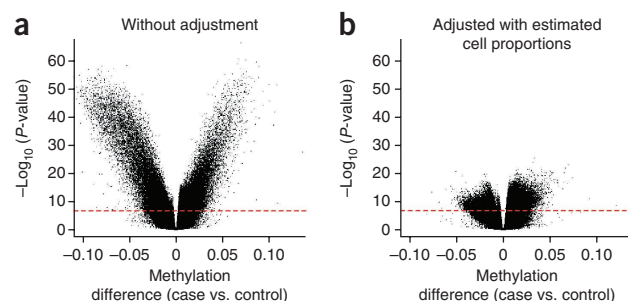 a
Without adjustment
–Log10 (P-value)
60
50
40
30
20
10
0
–0.10 –0.05 0 0.05 0.10
Methylation
difference (case vs. control)
b
Adjusted with estimated
cell proportions
–Log10 (P-value)
60
50
40
30
20
10
0
–0.10 –0.05 0 0.05 0.10
Methylation
difference (case vs. control)